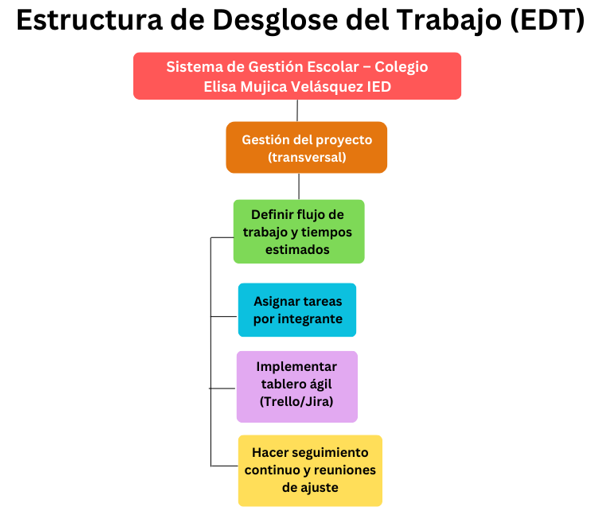 Estructura de Desglose del Trabajo (EDT)
Sistema de Gestión Escolar – Colegio
Elisa Mujica Velásquez IED
Gestión del proyecto
(transversal)
Definir flujo de
trabajo y tiempos
estimados
Asignar tareas
por integrante
Implementar
tablero ágil
(Trello/Jira)
Hacer seguimiento
continuo y reuniones
de ajuste